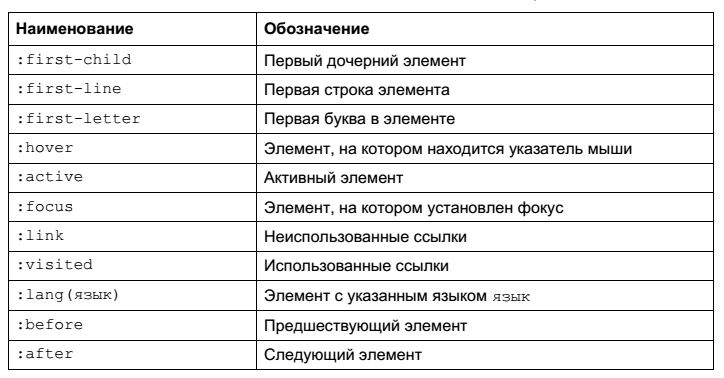 Наименование Обозначение
:first-child Первый дочерний элемент
:first-line Первая строка элемента
:first-letter Первая буква в элементе
:hover Элемент, на котором находится указатель мыши
:active Активный элемент
:focus Элемент, на котором установлен фокус
:link Неиспользованные ссылки
:visited Использованные ссылки
:lang(язык) Элемент с указанным языком язык
:before Предшествующий элемент
:after Следующий элемент